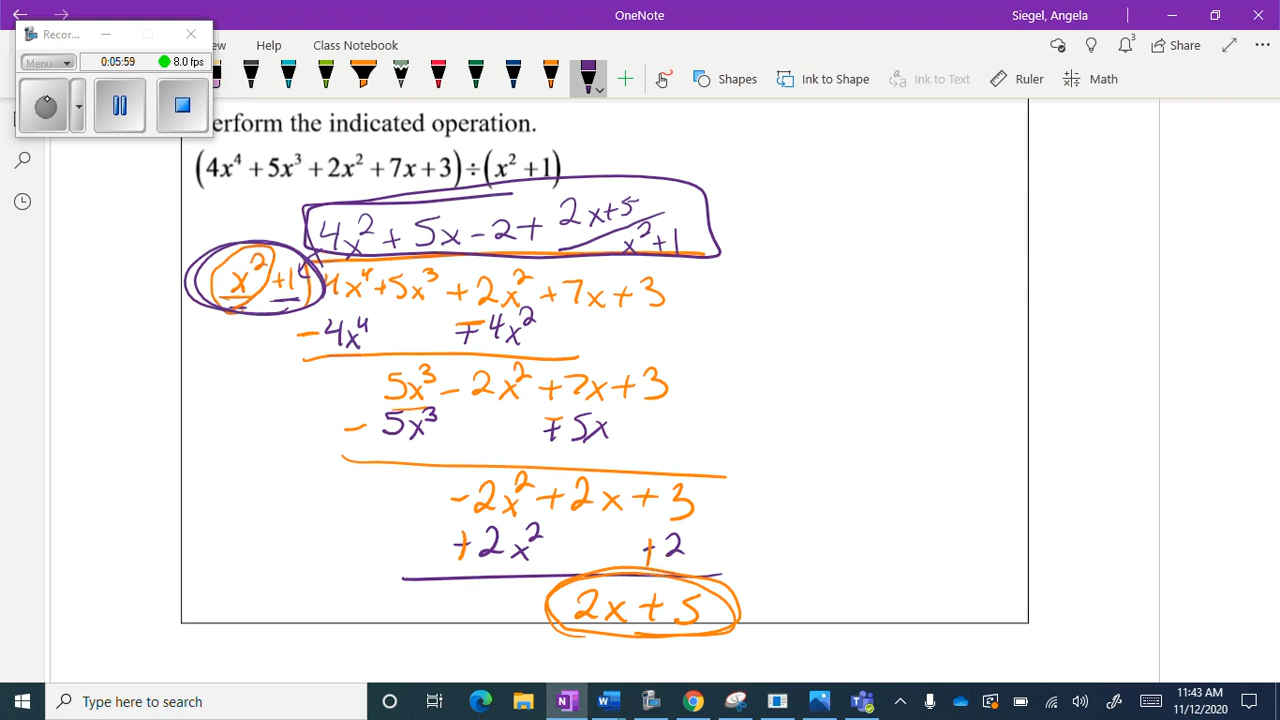 OneNote
Siegel, Angela
Recor...
ew Help Class Notebook
Share
Menu
0:05:59
8.0 fps
Shapes
Ink to Shape
Ink to Text
Ruler
Math
erform the indicated operation.
(4x⁴ + 5x³ + 2x² + 7x + 3) ÷ (x² + 1)
4x² + 5x - 2 + 2x+5
x²+1
x² +1 4x⁴ +5x³ + 2x² + 7x + 3
- 4x⁴ ∓ 4x²
5x³ - 2x² + 7x + 3
- 5x³ ∓ 5x
-2x² + 2x + 3
+2x² +2
2x + 5
Type here to search
11:43 AM
11/12/2020